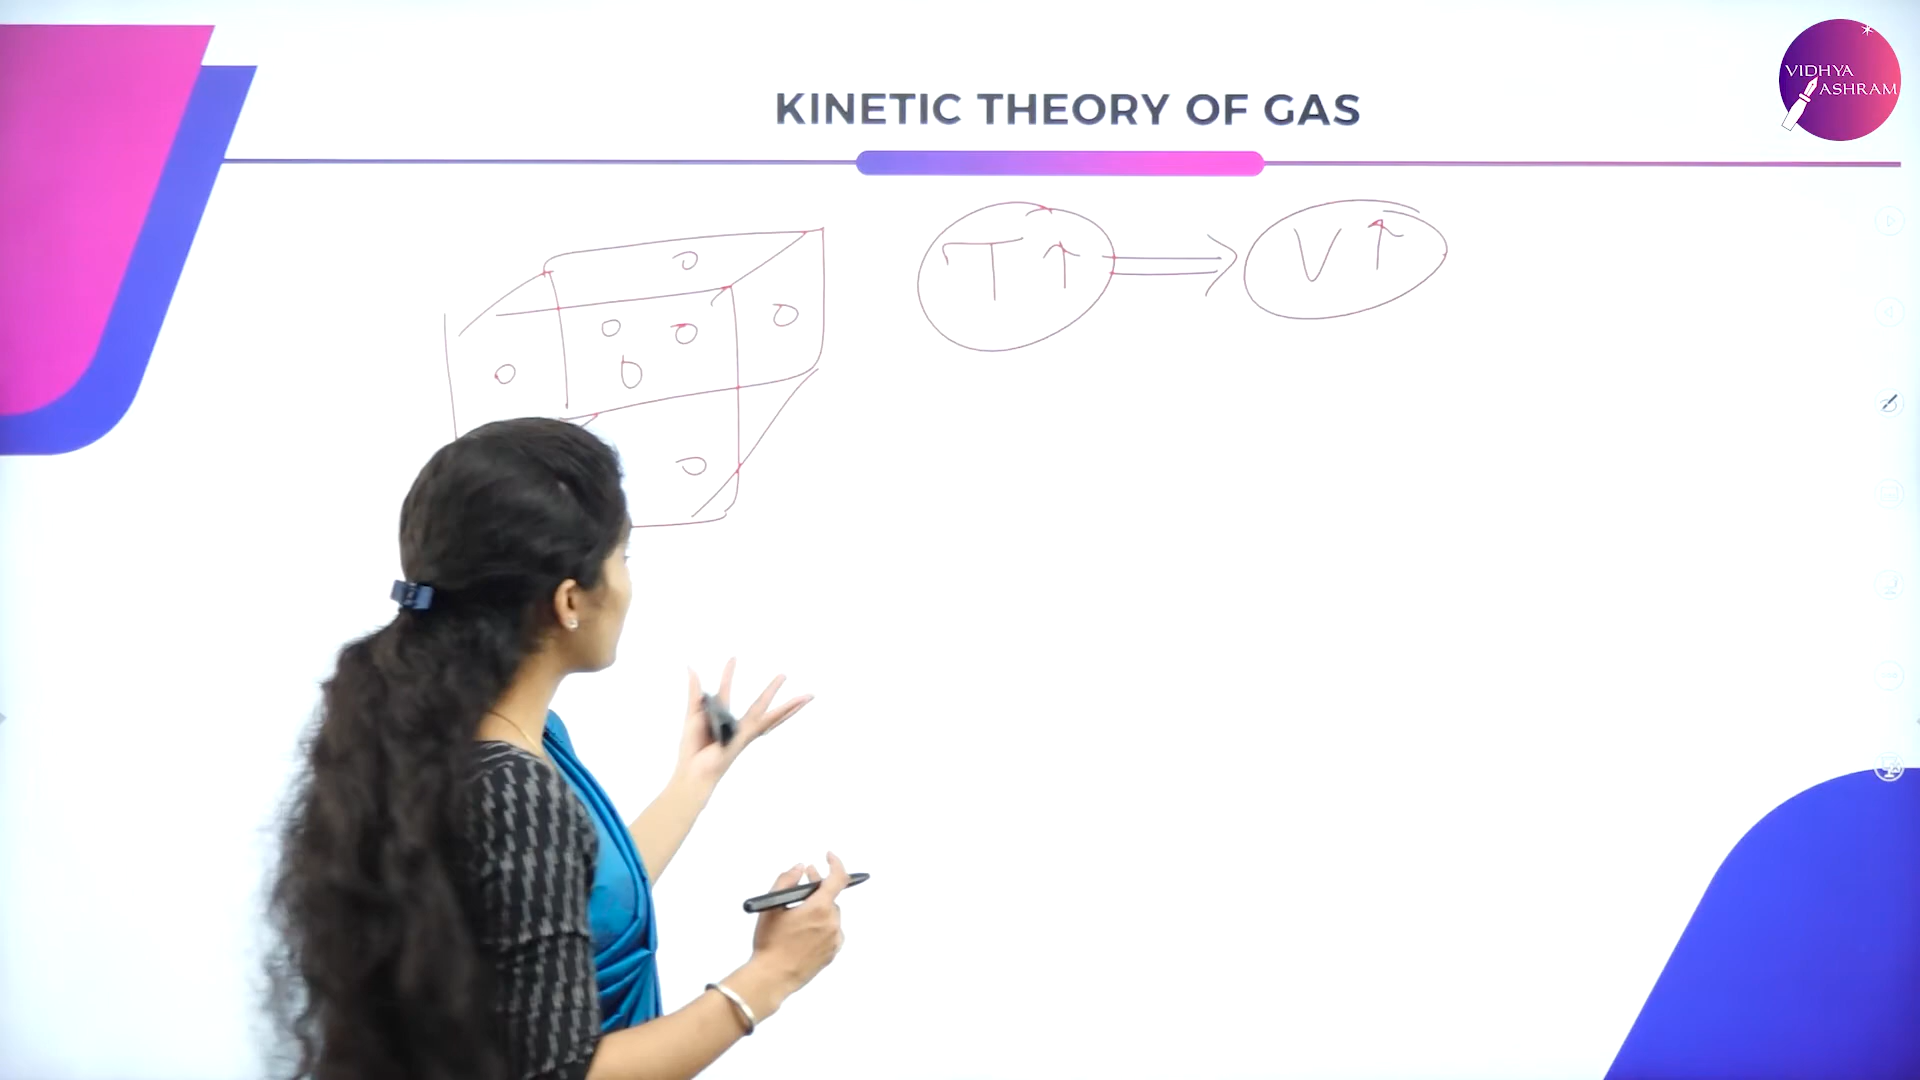 VIDHYA
ASHRAM
KINETIC THEORY OF GAS
T↑ ⇒ V↑